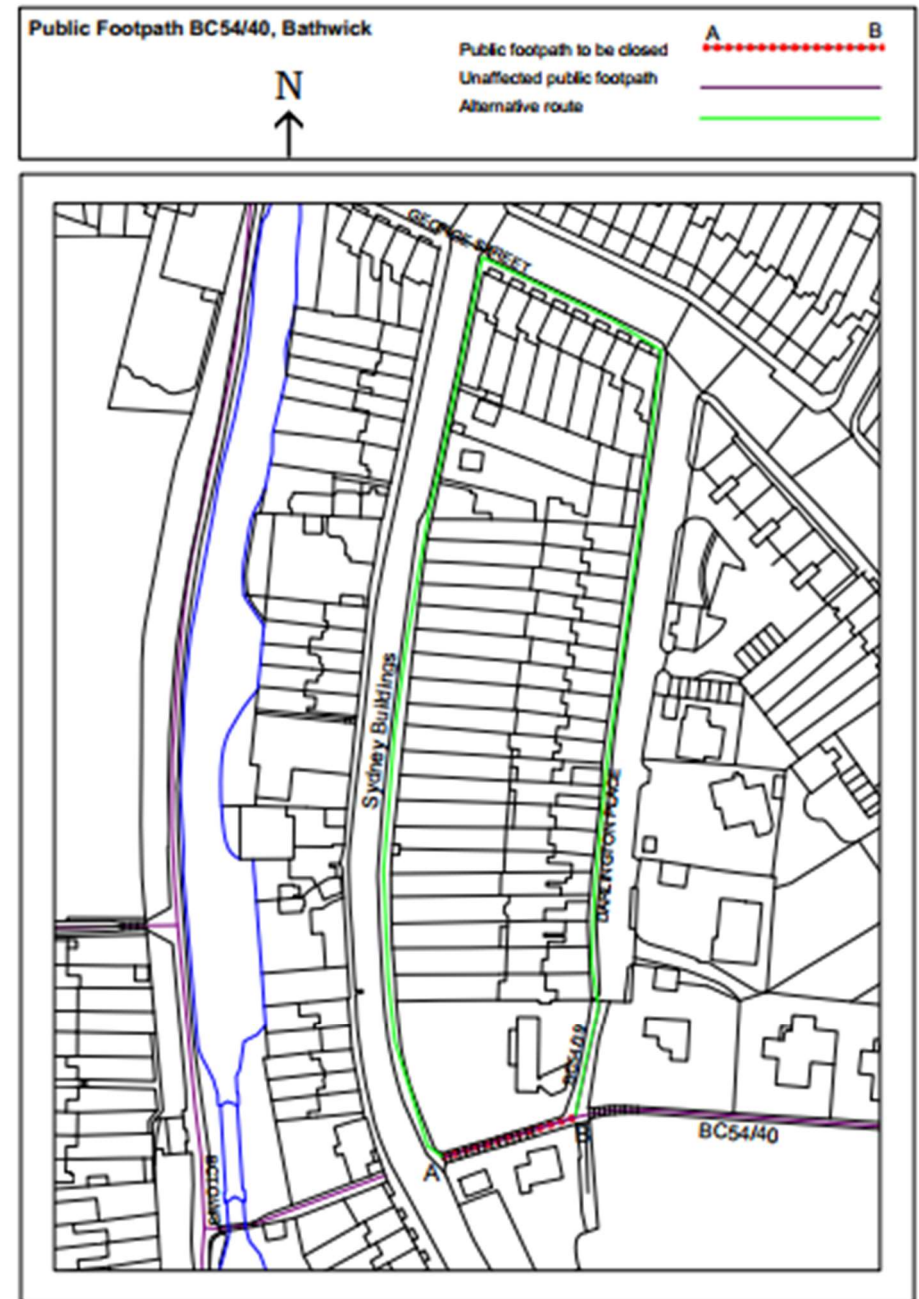 Public Footpath BC54/40, Bathwick
A B
Public footpath to be closed
Unaffected public footpath
Alternative route
N
GEORGE STREET
Sydney Buildings
DARLINGTON PLACE
B
BC54/40
A